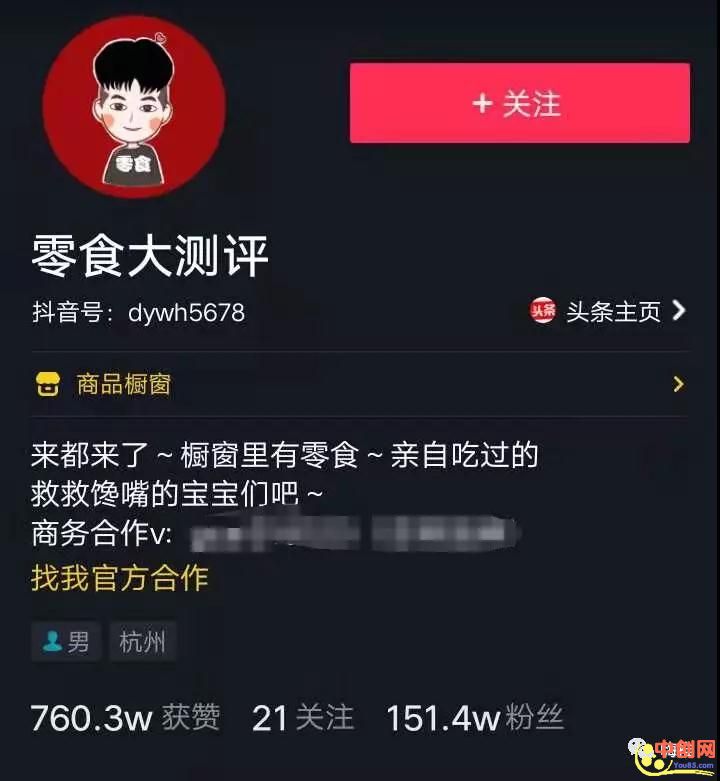 零食
+ 关注
零食大测评
抖音号：dywh5678
头条 头条主页
商品橱窗
来都来了～橱窗里有零食～亲自吃过的
救救馋嘴的宝宝们吧～
商务合作v:
找我官方合作
男 杭州
760.3w 获赞 21 关注 151.4w 粉丝
中创网
You85.com